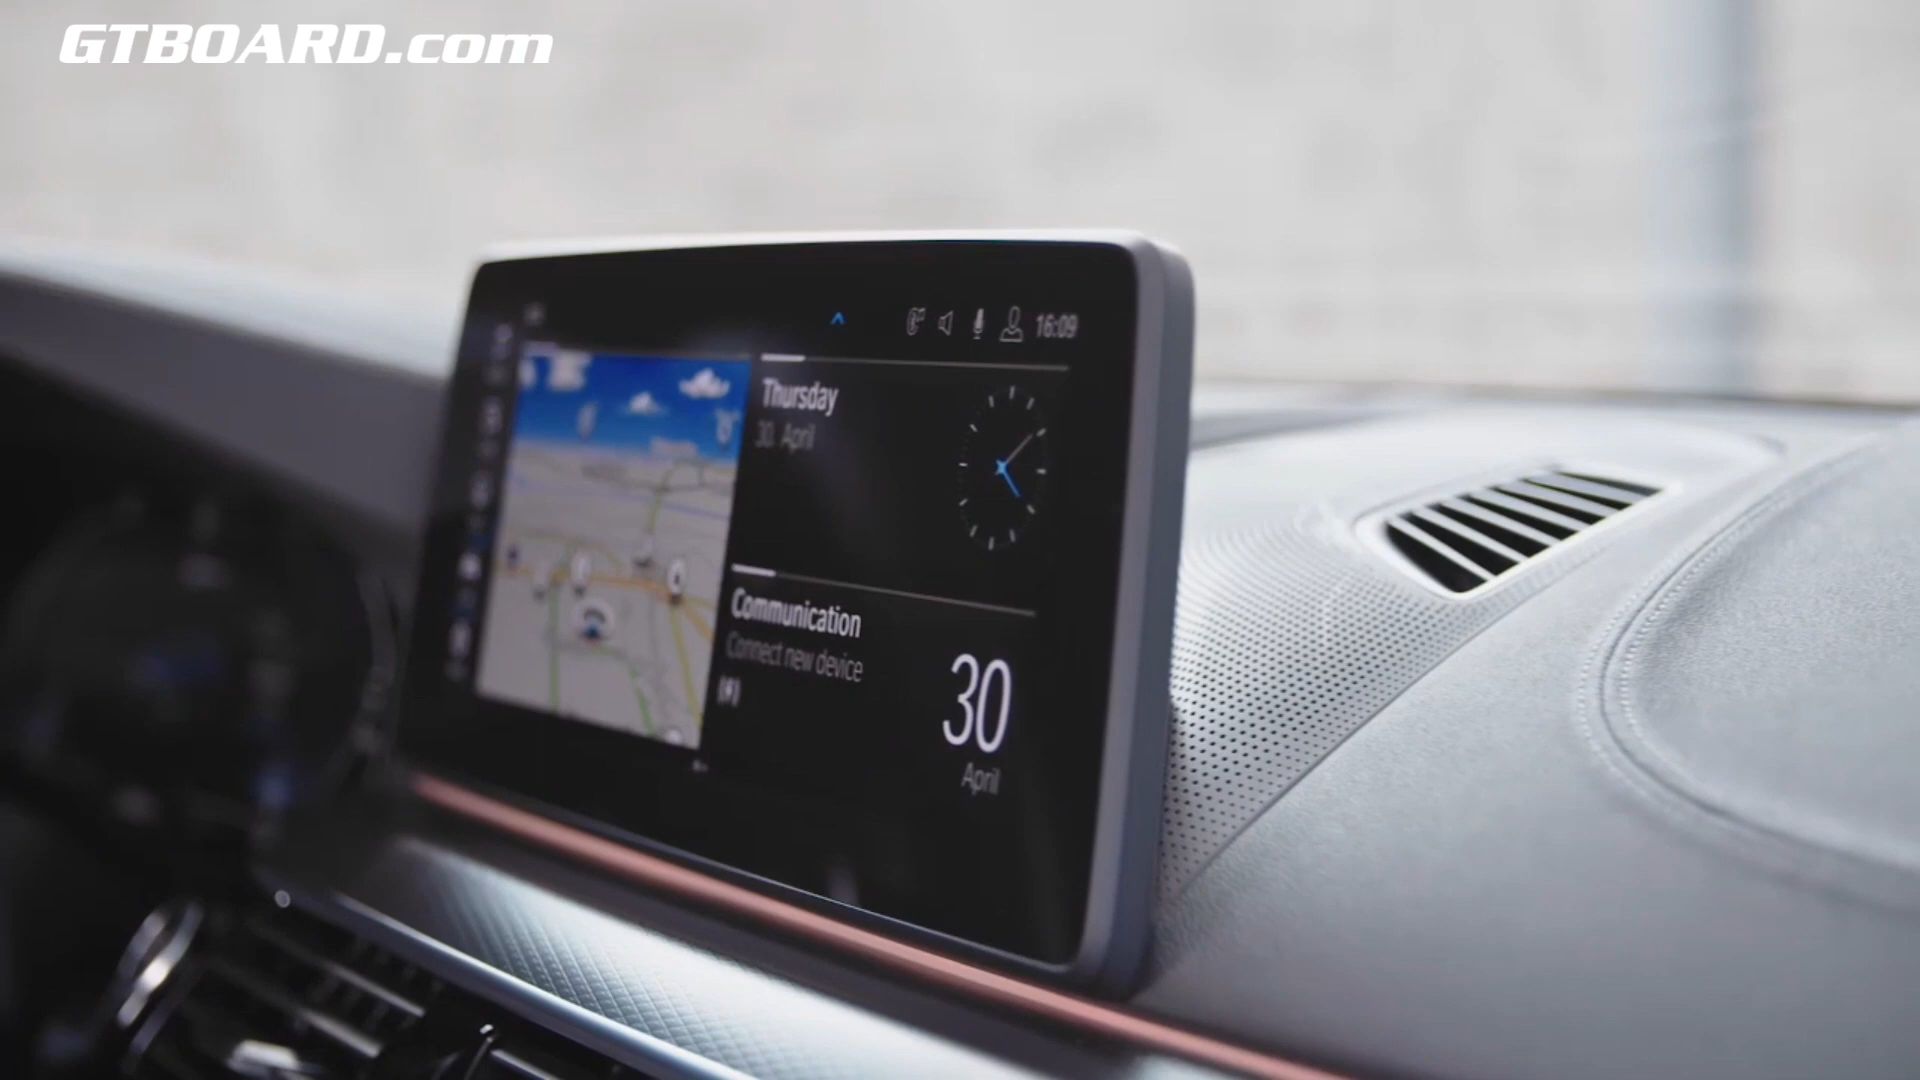 GTBOARD.com
16:09
Thursday
30. April
Communication
Connect new device
30
April